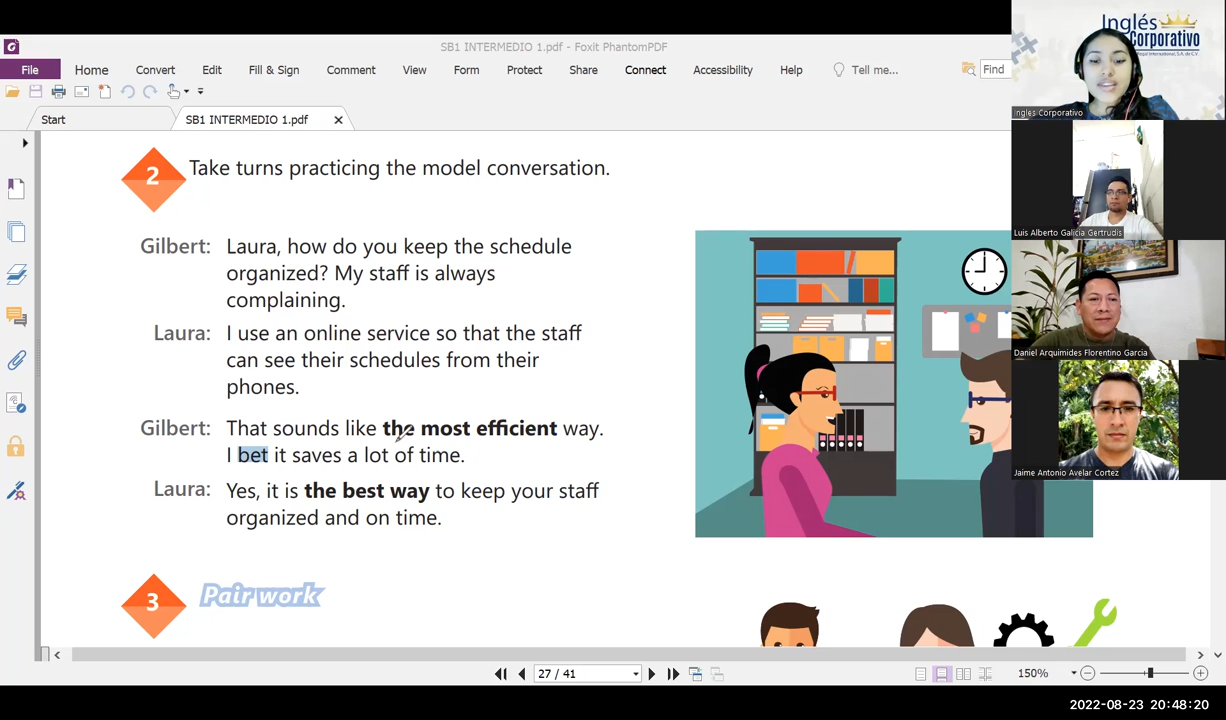 SB1 INTERMEDIO 1.pdf - Foxit PhantomPDF
File Home Convert Edit Fill & Sign Comment View Form Protect Share Connect Accessibility Help Tell me... Find
Start SB1 INTERMEDIO 1.pdf
2 Take turns practicing the model conversation.
Gilbert: Laura, how do you keep the schedule
organized? My staff is always
complaining.
Laura: I use an online service so that the staff
can see their schedules from their
phones.
Gilbert: That sounds like the most efficient way.
I bet it saves a lot of time.
Laura: Yes, it is the best way to keep your staff
organized and on time.
3 Pair work
27 / 41
150%
Inglés
Corporativo
Ingles Corporativo
Luis Alberto Galicia Gertrudis
Daniel Arquimides Florentino Garcia
Jaime Antonio Avelar Cortez
2022-08-23 20:48:20